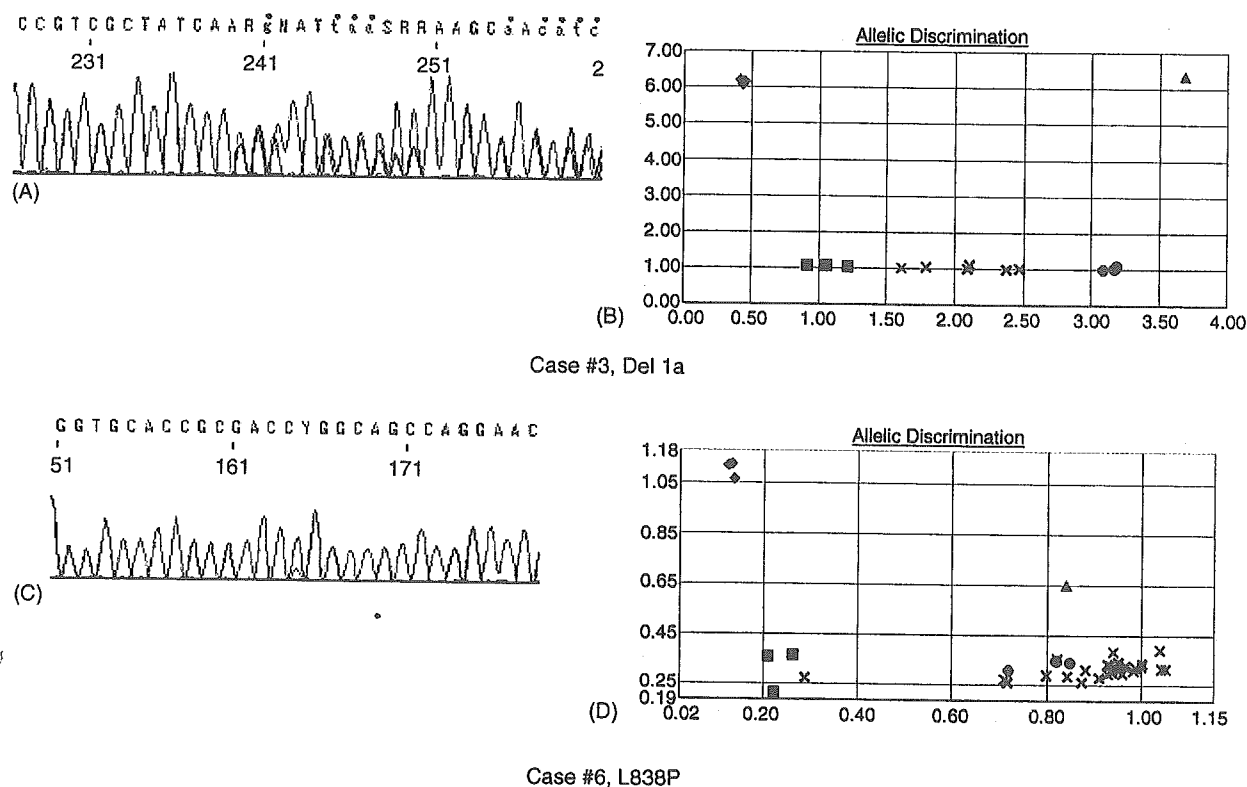 CCGTCGCTATCAARgNATtaaSRRAAGCaAcatc
231 241 251 2
(A)
Allelic Discrimination
7.00
6.00
5.00
4.00
3.00
2.00
1.00
0.00
(B)
0.00 0.50 1.00 1.50 2.00 2.50 3.00 3.50 4.00
Case #3, Del 1a
GGTGCACCGCGACCYGGCAGCCAGGAAC
51 161 171
(C)
Allelic Discrimination
1.18
1.05
0.85
0.65
0.45
0.25
0.19
(D)
0.02 0.20 0.40 0.60 0.80 1.00 1.15
Case #6, L838P